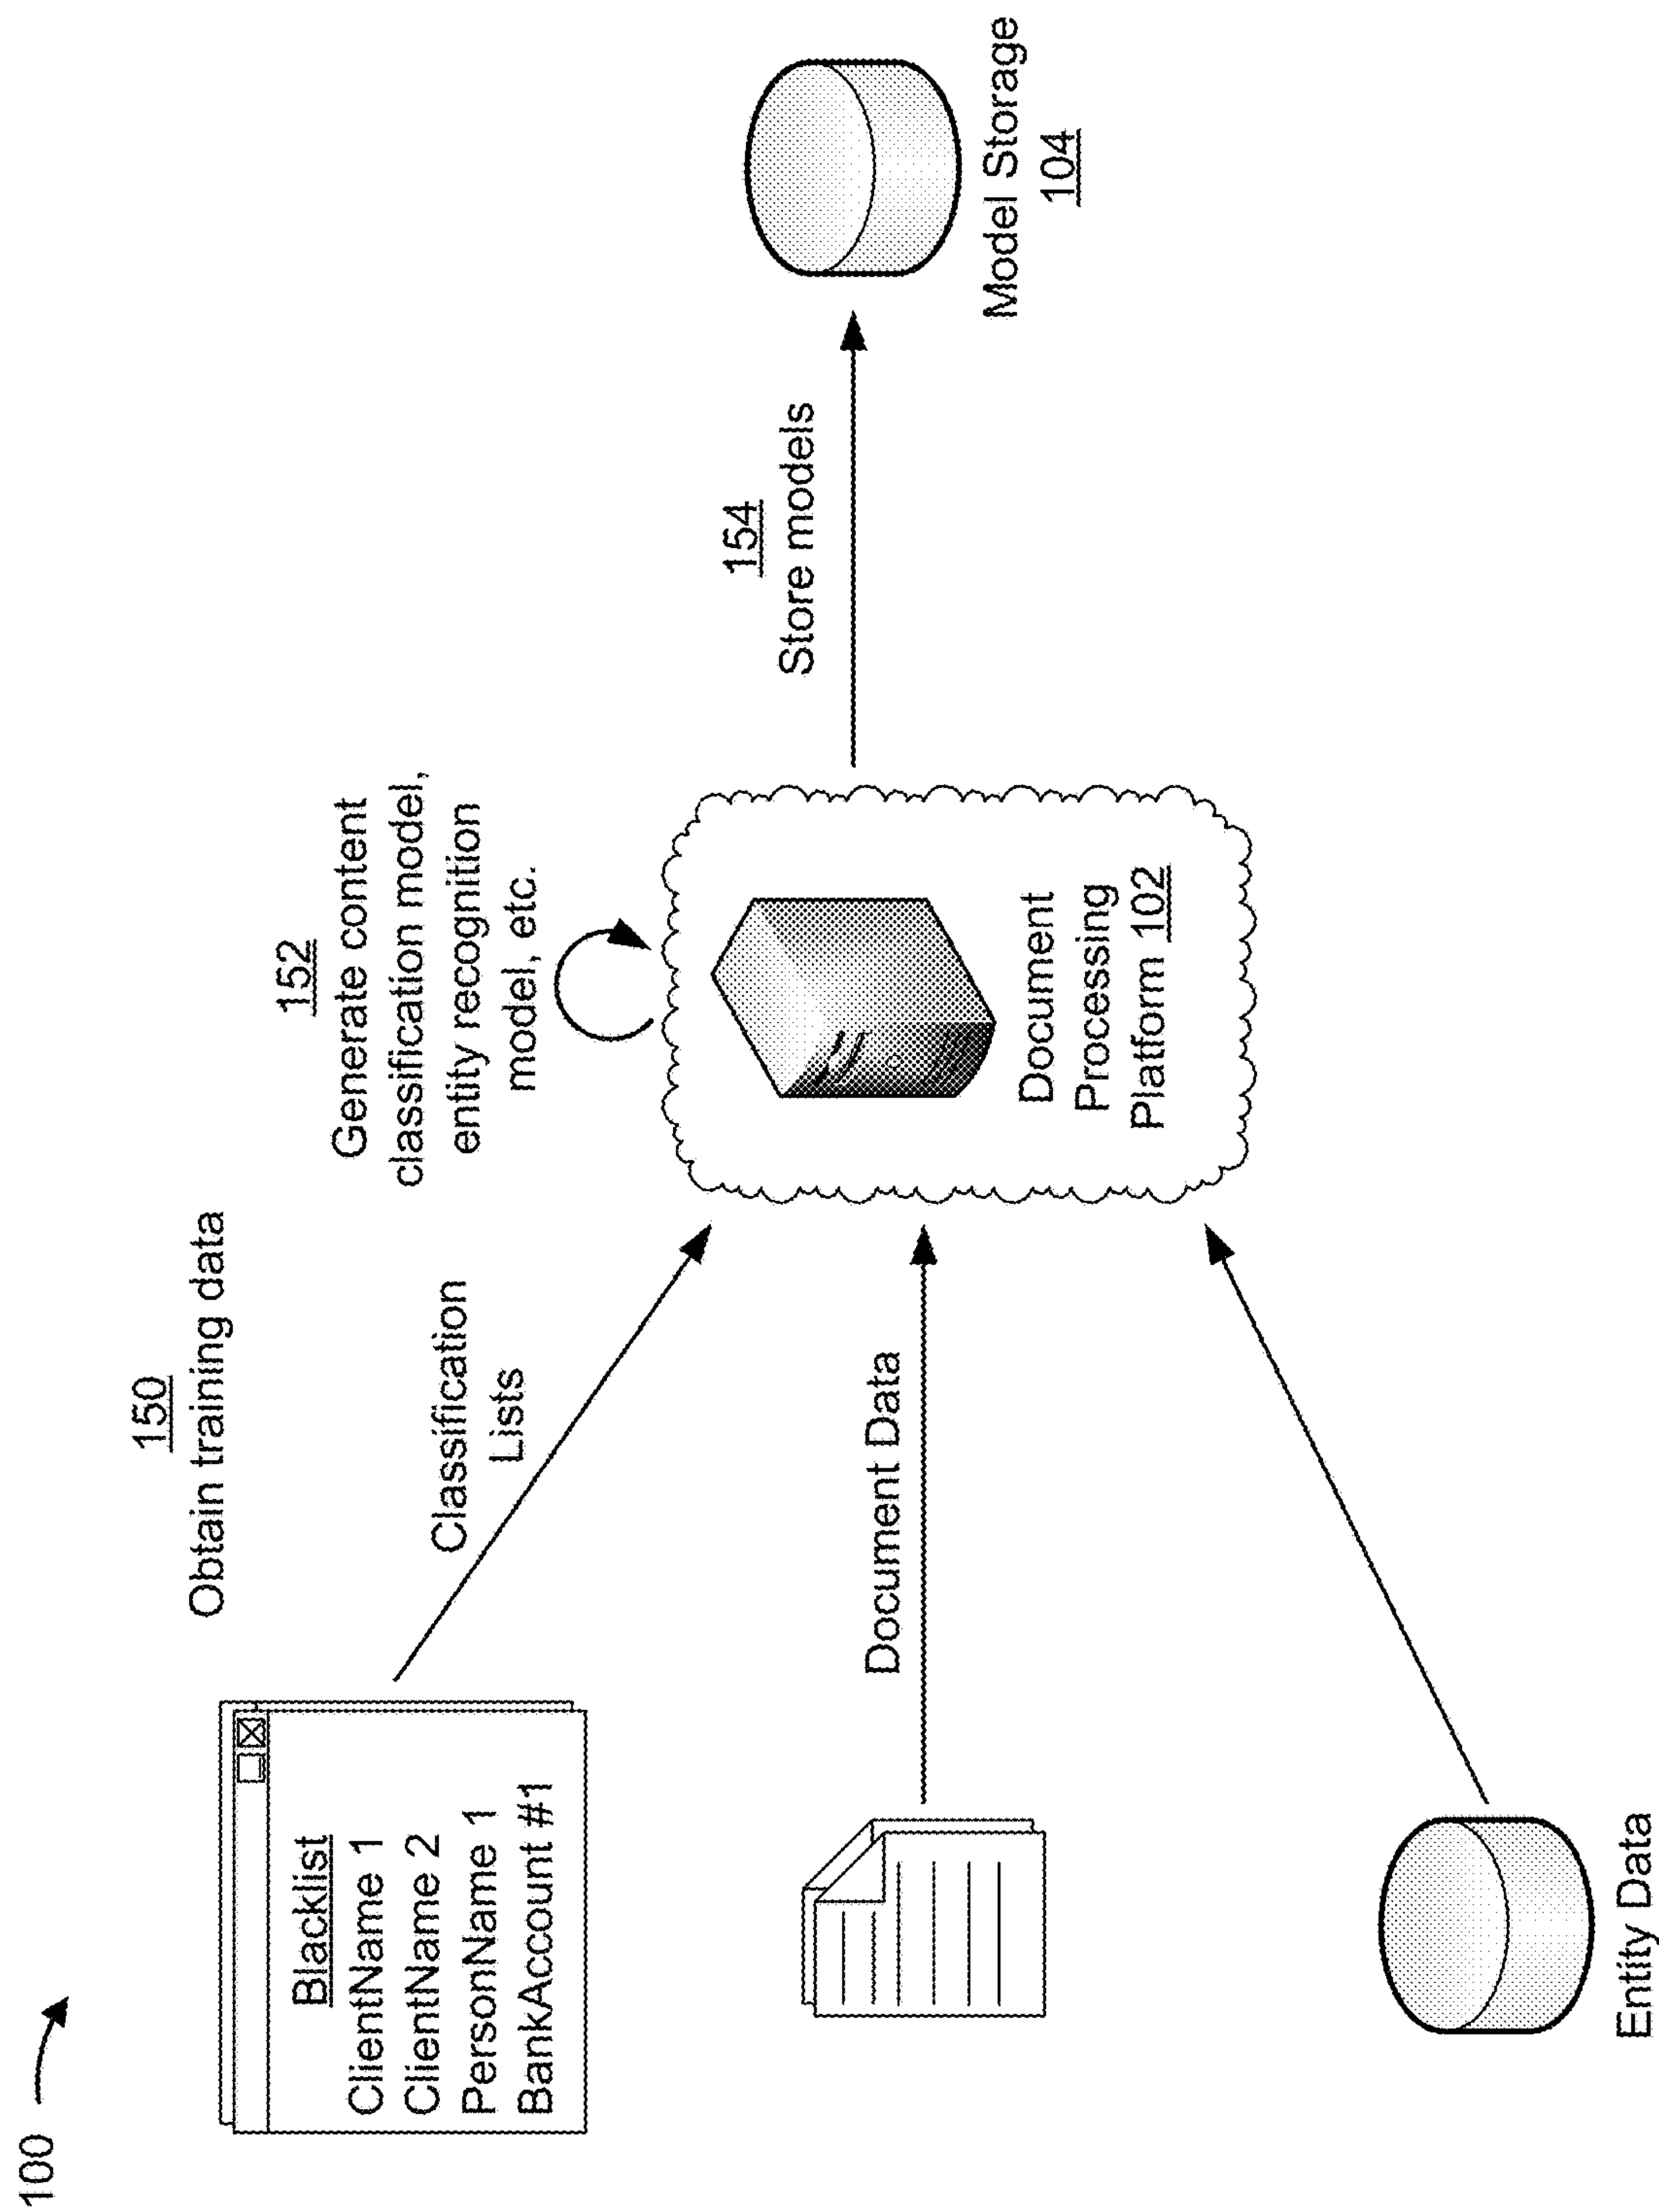 100
150
Obtain training data
Blacklist
ClientName 1
ClientName 2
PersonName 1
BankAccount #1
Classification
Lists
Document Data
Entity Data
152
Generate content
classification model,
entity recognition
model, etc.
Document
Processing
Platform 102
154
Store models
Model Storage
104